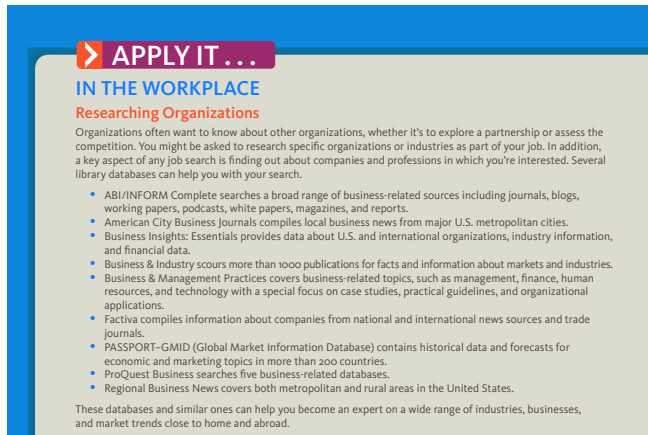 APPLY IT . . .
IN THE WORKPLACE
Researching Organizations
Organizations often want to know about other organizations, whether it's to explore a partnership or assess the
competition. You might be asked to research specific organizations or industries as part of your job. In addition,
a key aspect of any job search is finding out about companies and professions in which you're interested. Several
library databases can help you with your search.
• ABI/INFORM Complete searches a broad range of business-related sources including journals, blogs,
working papers, podcasts, white papers, magazines, and reports.
• American City Business Journals compiles local business news from major U.S. metropolitan cities.
• Business Insights: Essentials provides data about U.S. and international organizations, industry information,
and financial data.
• Business & Industry scours more than 1000 publications for facts and information about markets and industries.
• Business & Management Practices covers business-related topics, such as management, finance, human
resources, and technology with a special focus on case studies, practical guidelines, and organizational
applications.
• Factiva compiles information about companies from national and international news sources and trade
journals.
• PASSPORT–GMID (Global Market Information Database) contains historical data and forecasts for
economic and marketing topics in more than 200 countries.
• ProQuest Business searches five business-related databases.
• Regional Business News covers both metropolitan and rural areas in the United States.
These databases and similar ones can help you become an expert on a wide range of industries, businesses,
and market trends close to home and abroad.